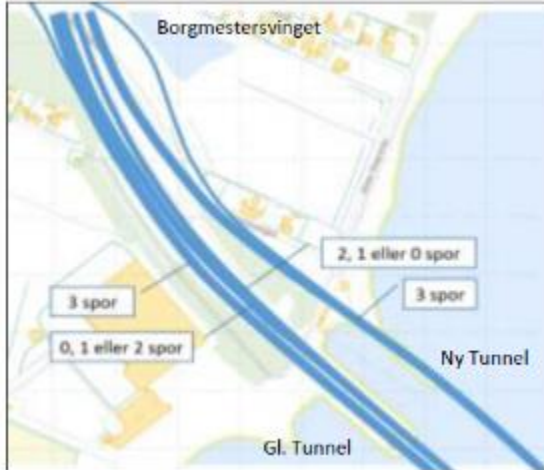 Borgmestersvinget
2, 1 eller 0 spor
3 spor
3 spor
0, 1 eller 2 spor
Ny Tunnel
Gl. Tunnel